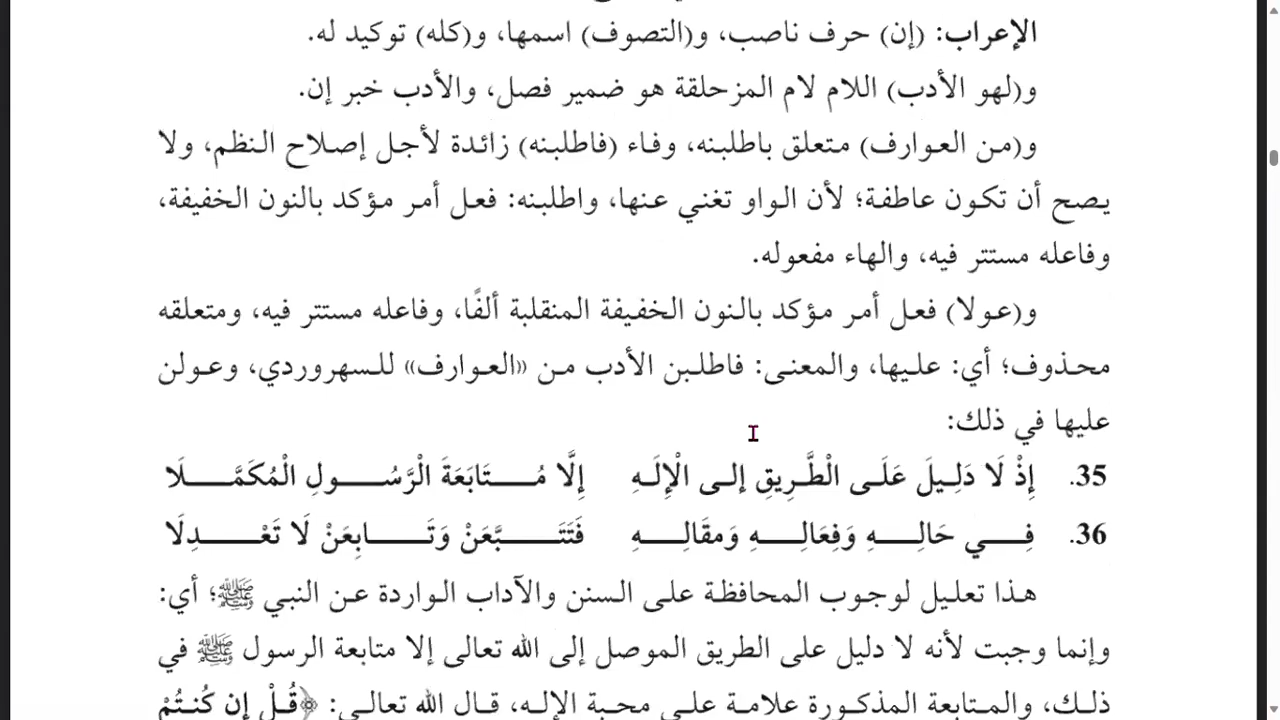 الإعراب: (إن) حرف ناصب، و(التصوف) اسمها، و(كله) توكيد له.
و(لهو الأدب) اللام لام المزحلقة هو ضمير فصل، والأدب خبر إن.
و(من العوارف) متعلق باطلبنه، وفاء (فاطلبنه) زائدة لأجل إصلاح النظم، ولا
يصح أن تكون عاطفة؛ لأن الواو تغني عنها، واطلبنه: فعل أمر مؤكد بالنون الخفيفة،
وفاعله مستتر فيه، والهاء مفعوله.
و(عولا) فعل أمر مؤكد بالنون الخفيفة المنقلبة ألفًا، وفاعله مستتر فيه، ومتعلقه
محذوف؛ أي: عليها، والمعنى: فاطلبن الأدب من «العوارف» للسهروردي، وعولن
عليها في ذلك:
35. إِذْ لَا دَلِيلَ عَلَى الْطَّرِيقِ إلى الْإِلَهِ إِلَّا مُتَابَعَةَ الْرَّسُولِ الْمُكَمَّلَا
36. فِي حَالِهِ وَفِعَالِهِ وَمقَالِهِ فَتَتَبَّعَنْ وَتَابِعَنْ لَا تَعْدِلَا
هذا تعليل لوجوب المحافظة على السنن والآداب الواردة عن النبي ﷺ؛ أي:
وإنما وجبت لأنه لا دليل على الطريق الموصل إلى الله تعالى إلا متابعة الرسول ﷺ في
ذلك، والمتابعة المذكورة علامة على محبة الإله، قال الله تعالى: ﴿قُلْ إِن كُنتُمْ